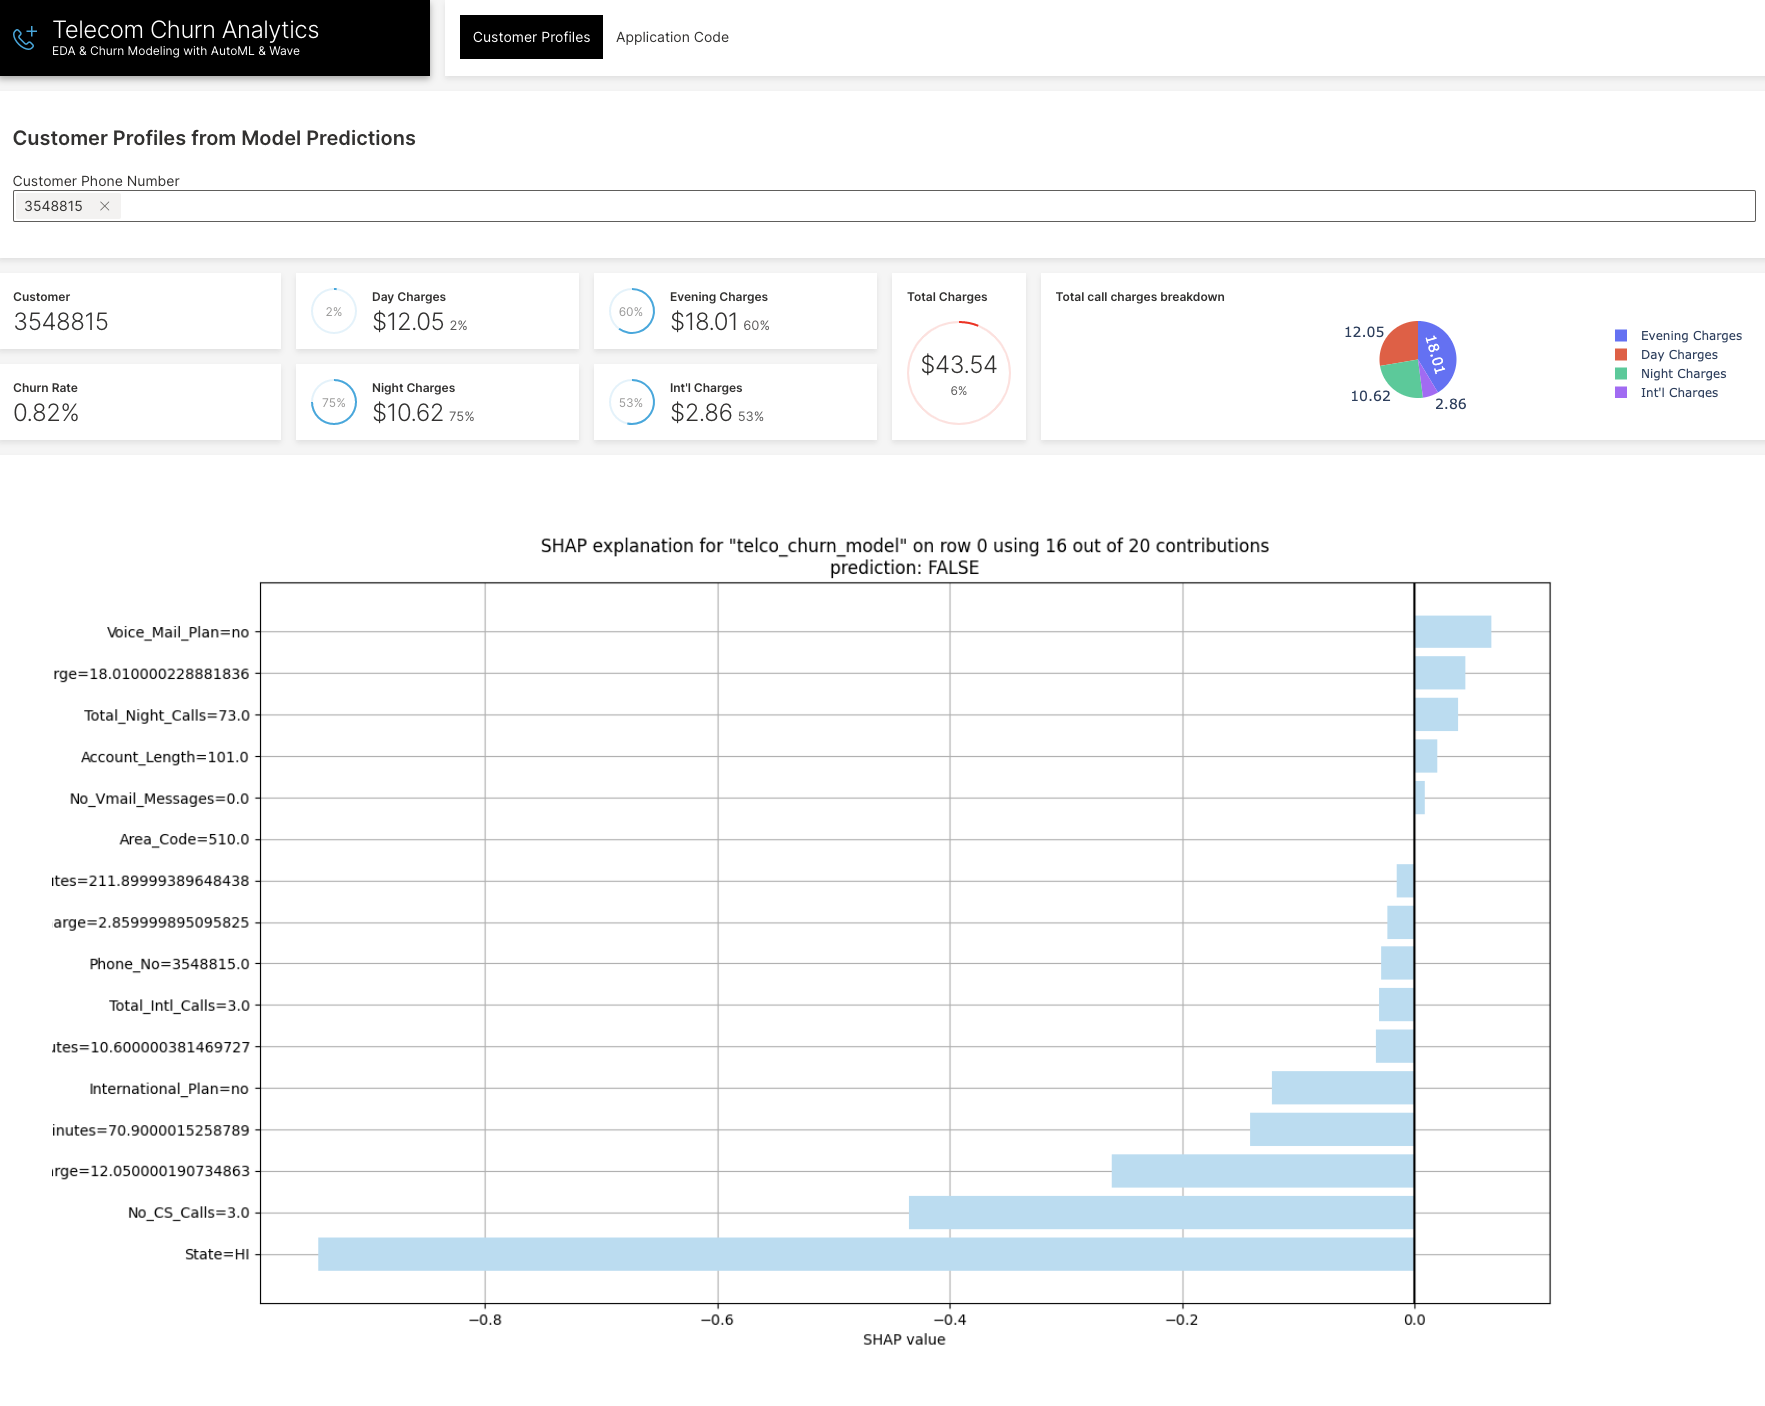 Telecom Churn Analytics
EDA & Churn Modeling with AutoML & Wave
Customer Profiles
Application Code
Customer Profiles from Model Predictions
Customer Phone Number
3548815
Customer
3548815
2%
Day Charges
$12.05 2%
60%
Evening Charges
$18.01 60%
Total Charges
$43.54
6%
Total call charges breakdown
12.05
18.01
10.62
2.86
Evening Charges
Day Charges
Night Charges
Int'l Charges
Churn Rate
0.82%
75%
Night Charges
$10.62 75%
53%
Int'l Charges
$2.86 53%
SHAP explanation for "telco_churn_model" on row 0 using 16 out of 20 contributions
prediction: FALSE
Voice_Mail_Plan=no
rge=18.010000228881836
Total_Night_Calls=73.0
Account_Length=101.0
No_Vmail_Messages=0.0
Area_Code=510.0
tes=211.89999389648438
arge=2.859999895095825
Phone_No=3548815.0
Total_Intl_Calls=3.0
tes=10.600000381469727
International_Plan=no
inutes=70.9000015258789
rge=12.050000190734863
No_CS_Calls=3.0
State=HI
−0.8
−0.6
−0.4
−0.2
0.0
SHAP value